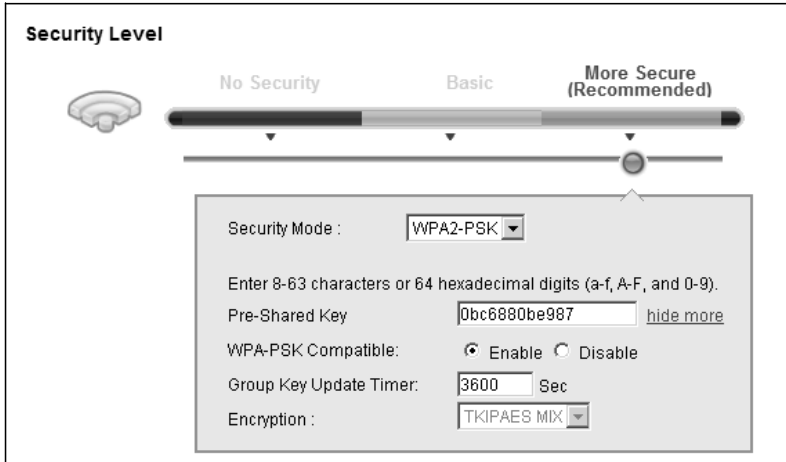 Security Level
No Security
Basic
More Secure
(Recommended)
Security Mode : WPA2-PSK
Enter 8-63 characters or 64 hexadecimal digits (a-f, A-F, and 0-9).
Pre-Shared Key 0bc6880be987 hide more
WPA-PSK Compatible: Enable Disable
Group Key Update Timer: 3600 Sec
Encryption : TKIPAES MIX